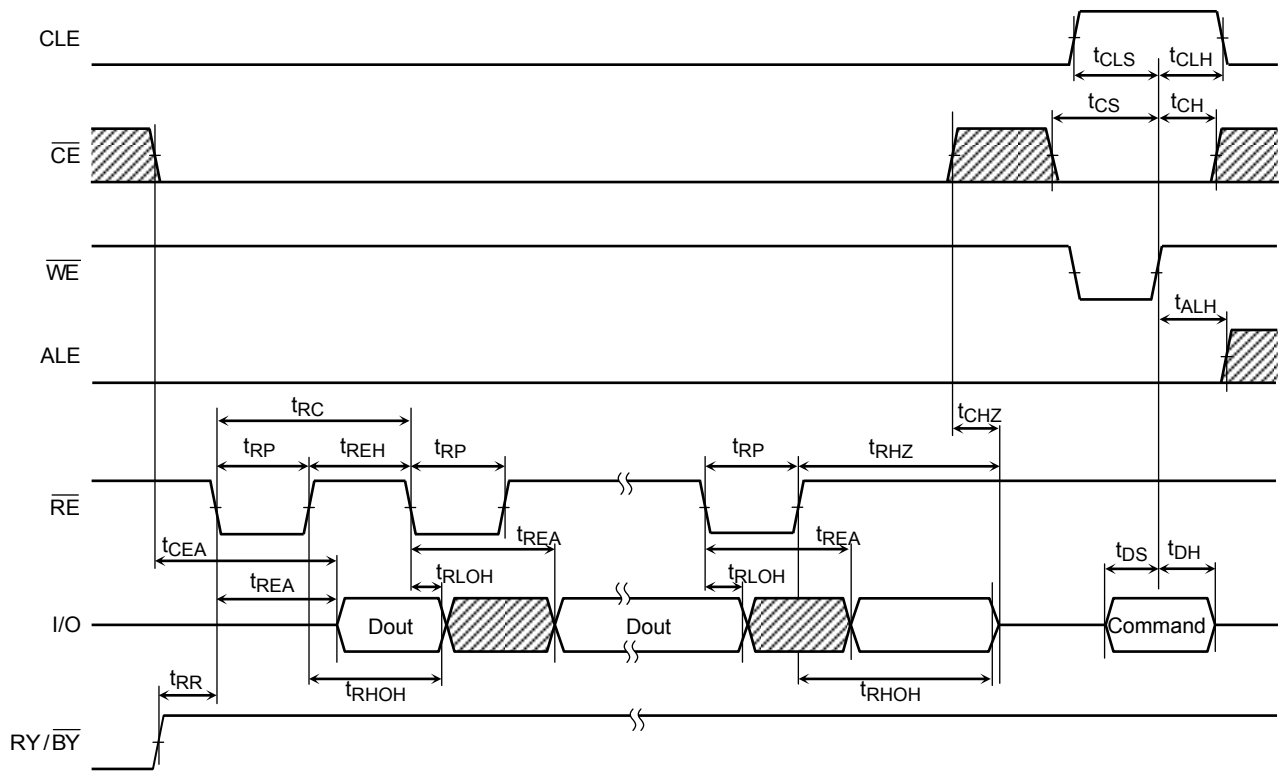 CLE
tCLS tCLH
tCS tCH
CE
WE
tALH
ALE
tRC
tCHZ
tRP tREH tRP tRP tRHZ
RE
tCEA tREA tREA
tDS tDH
tREA tRLOH tRLOH
I/O Dout Dout Command
tRR tRHOH tRHOH
RY/BY